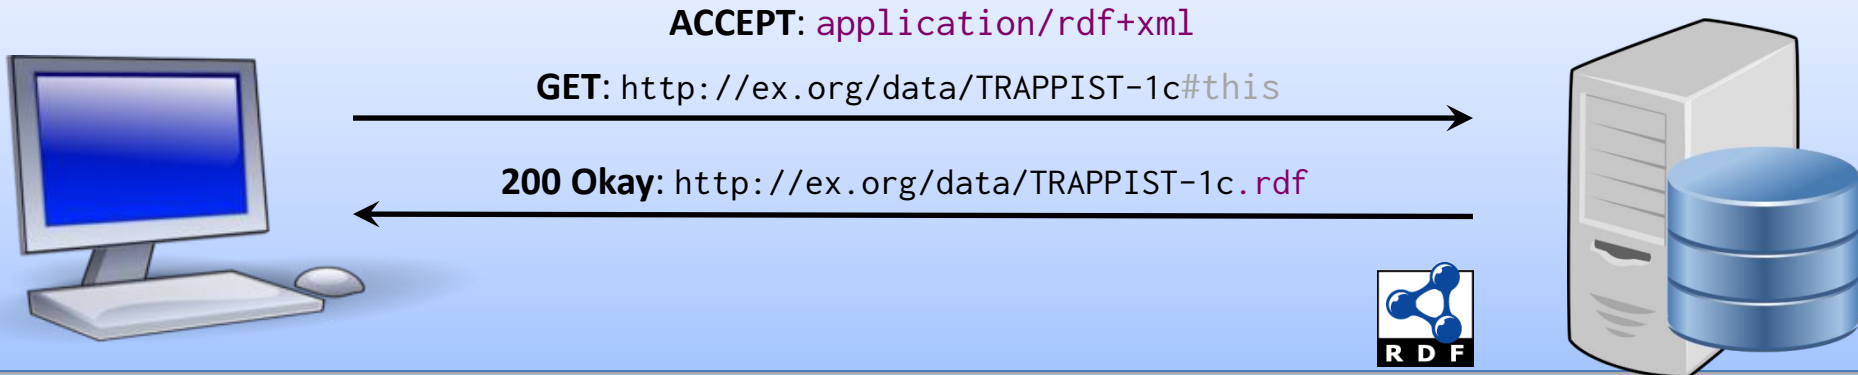 ACCEPT: application/rdf+xml
GET: http://ex.org/data/TRAPPIST-1c#this
200 Okay: http://ex.org/data/TRAPPIST-1c.rdf
RDF